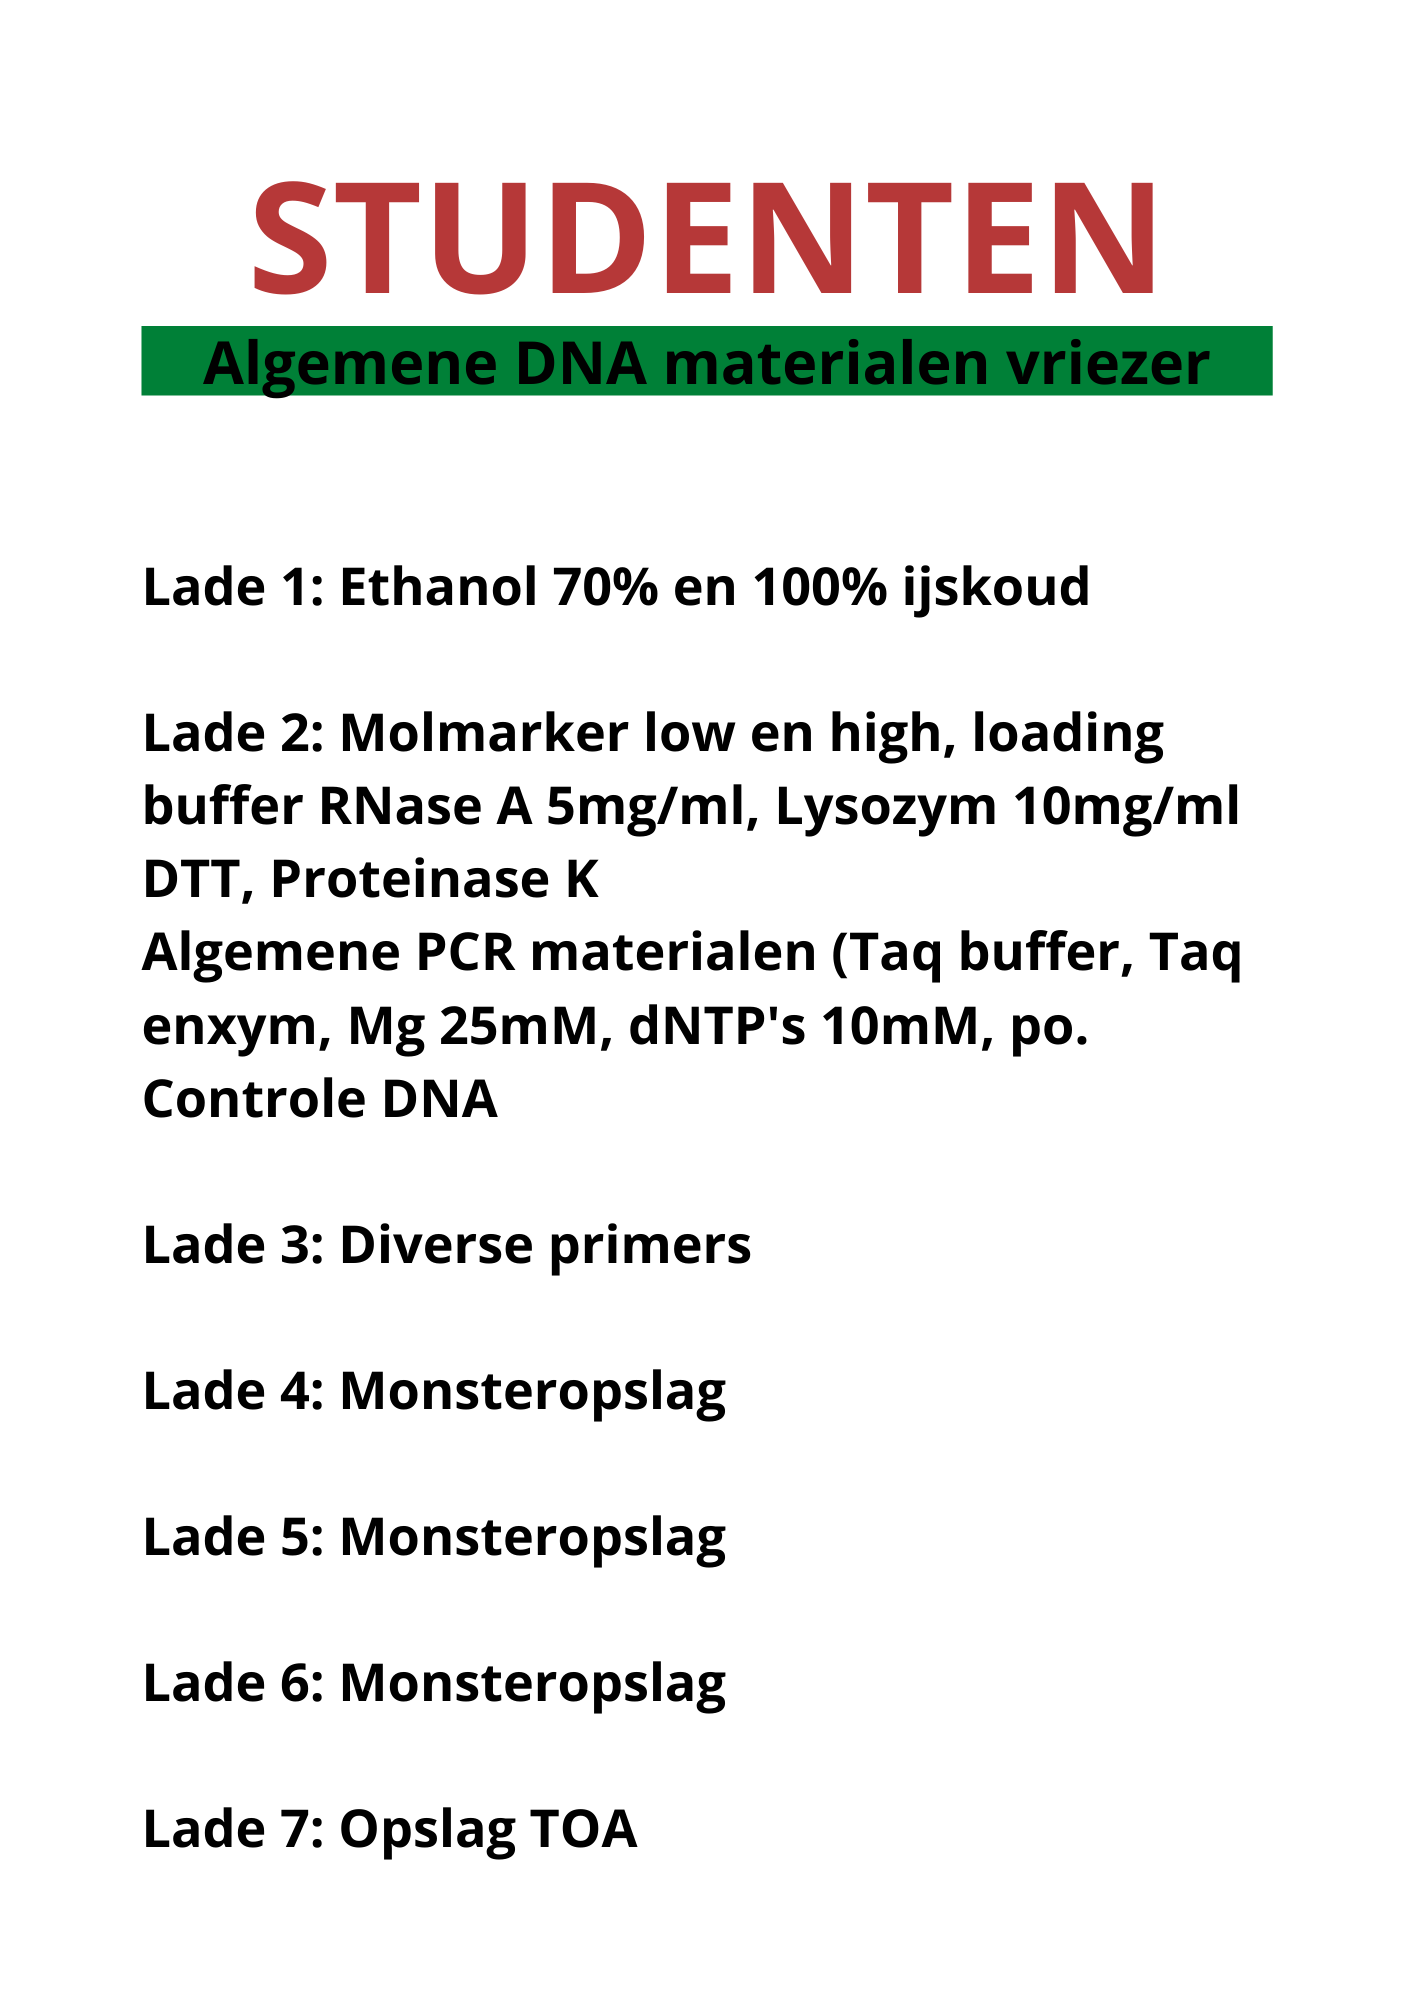 STUDENTEN
Algemene DNA materialen vriezer
Lade 1: Ethanol 70% en 100% ijskoud
Lade 2: Molmarker low en high, loading
buffer RNase A 5mg/ml, Lysozym 10mg/ml
DTT, Proteinase K
Algemene PCR materialen (Taq buffer, Taq
enxym, Mg 25mM, dNTP's 10mM, po.
Controle DNA
Lade 3: Diverse primers
Lade 4: Monsteropslag
Lade 5: Monsteropslag
Lade 6: Monsteropslag
Lade 7: Opslag TOA